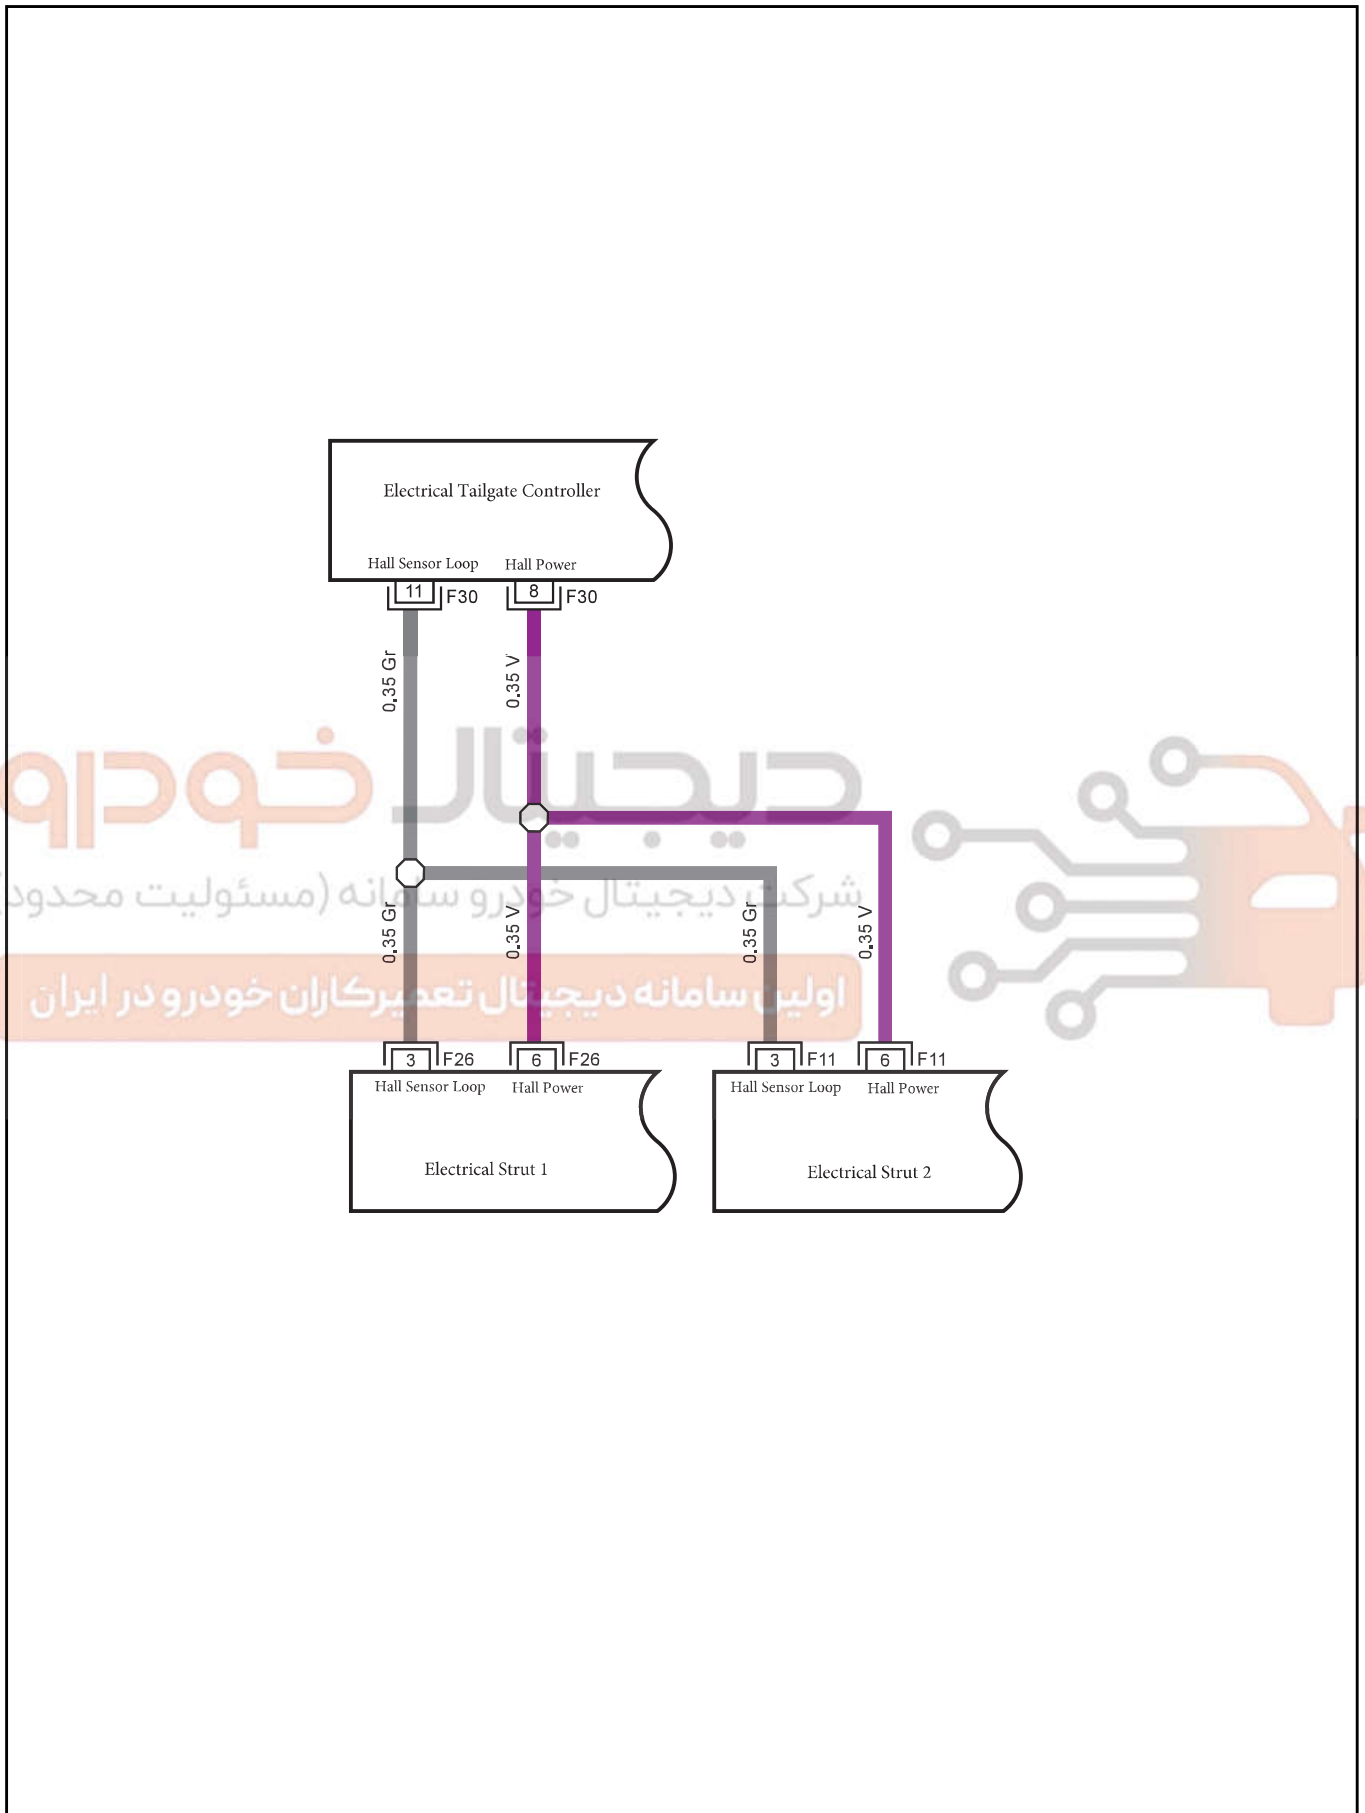 Electrical Tailgate Controller
Hall Sensor Loop Hall Power
11 F30 8 F30
0.35 Gr 0.35 V
دیجیتال خودرو
شرکت دیجیتال خودرو سامانه (مسئولیت محدود)
0.35 Gr 0.35 V 0.35 Gr 0.35 V
اولین سامانه دیجیتال تعمیرکاران خودرو در ایران
3 F26 6 F26 3 F11 6 F11
Hall Sensor Loop Hall Power Hall Sensor Loop Hall Power
Electrical Strut 1 Electrical Strut 2